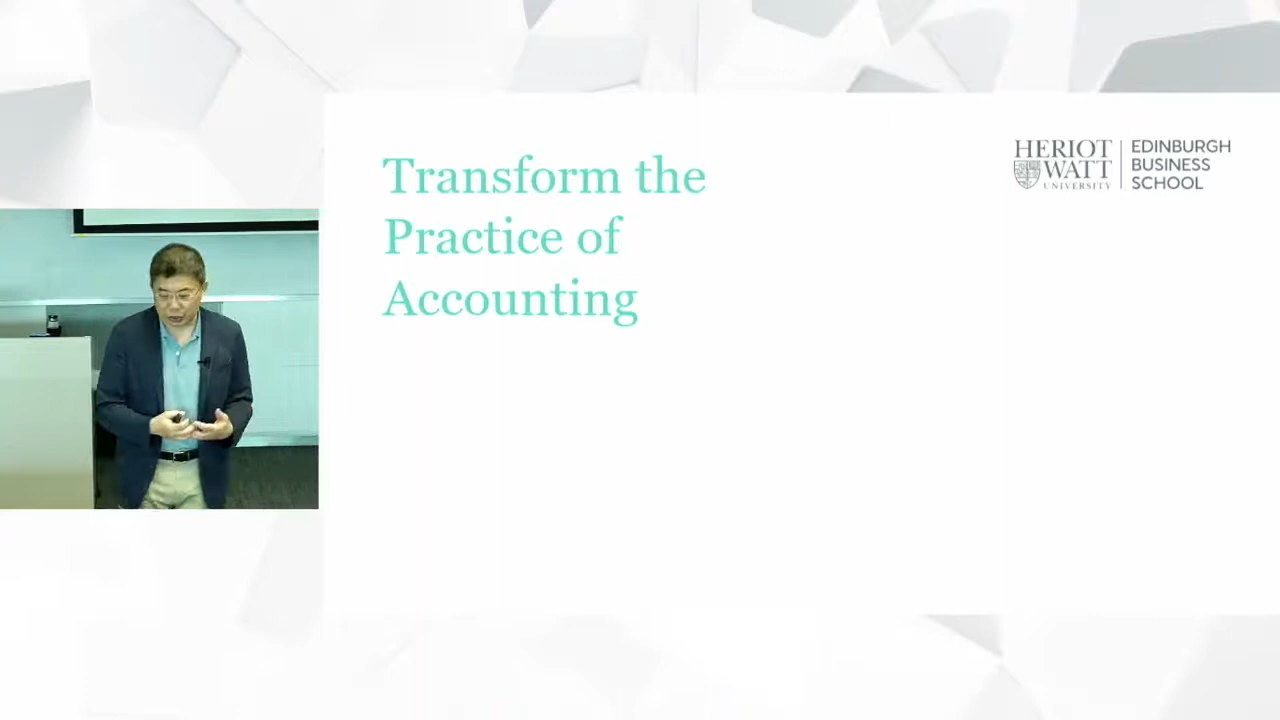 Transform the
Practice of
Accounting
HERIOT
WATT
UNIVERSITY
EDINBURGH
BUSINESS
SCHOOL